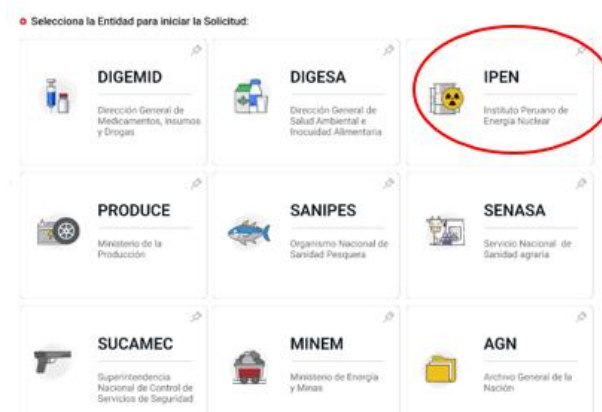 Selecciona la Entidad para iniciar la Solicitud:
DIGEMID
Dirección General de
Medicamentos, Insumos
y Drogas
DIGESA
Dirección General de
Salud Ambiental e
Inocuidad Alimentaria
IPEN
Instituto Peruano de
Energía Nuclear
PRODUCE
Ministerio de la
Producción
SANIPES
Organismo Nacional de
Sanidad Pesquera
SENASA
Servicio Nacional de
Sanidad agraria
SUCAMEC
Superintendencia
Nacional de Control de
Servicios de Seguridad
MINEM
Ministerio de Energía
y Minas
AGN
Archivo General de la
Nación